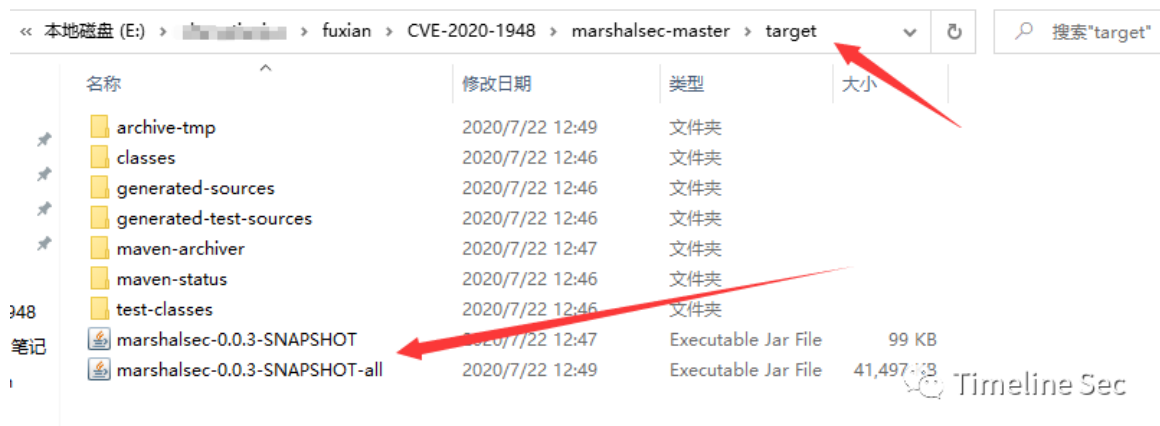 « 本地磁盘 (E:) › › fuxian › CVE-2020-1948 › marshalsec-master › target 搜索"target"
名称 修改日期 类型 大小
archive-tmp 2020/7/22 12:49 文件夹
classes 2020/7/22 12:46 文件夹
generated-sources 2020/7/22 12:46 文件夹
generated-test-sources 2020/7/22 12:46 文件夹
maven-archiver 2020/7/22 12:47 文件夹
maven-status 2020/7/22 12:46 文件夹
test-classes 2020/7/22 12:46 文件夹
948
marshalsec-0.0.3-SNAPSHOT 2020/7/22 12:47 Executable Jar File 99 KB
笔记
marshalsec-0.0.3-SNAPSHOT-all 2020/7/22 12:49 Executable Jar File 41,497 KB
Timeline Sec